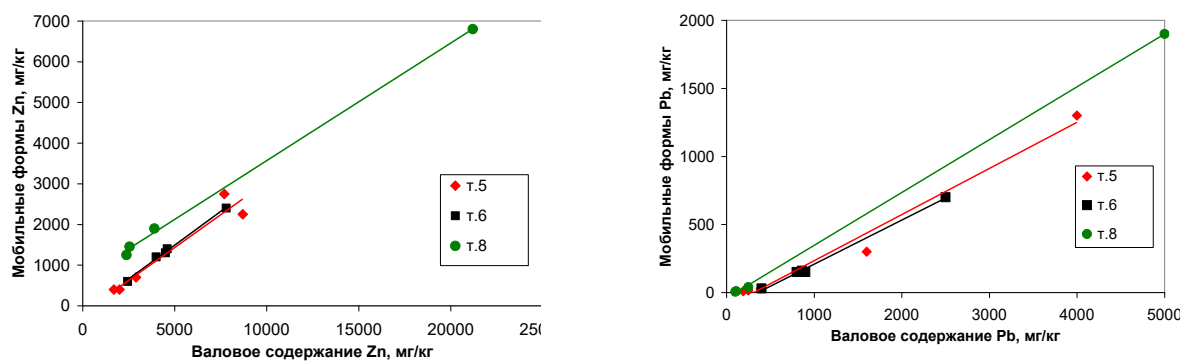 Мобильные формы Zn, мг/кг
7000
6000
5000
4000
3000
2000
1000
0
0 5000 10000 15000 20000 250
Валовое содержание Zn, мг/кг
т.5
т.6
т.8
Мобильные формы Pb, мг/кг
2000
1500
1000
500
0
0 1000 2000 3000 4000 5000
Валовое содержание Pb, мг/кг
т.5
т.6
т.8